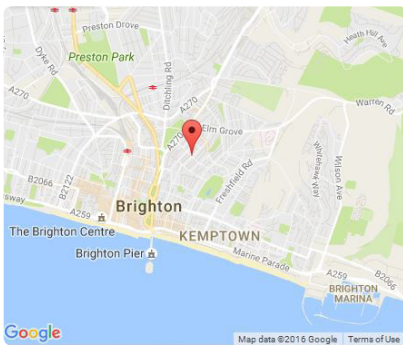 Preston Drove
Heath Hill Ave
Dyke Rd
Preston Park
Ditchling Rd
A270
A270
Warren Rd
A270
Elm Grove
Whitehawk Way
Wilson Ave
Freshfield Rd
B2066
B2122
A259
sway
Brighton
The Brighton Centre
KEMPTOWN
Brighton Pier
Marine Parade
A259
B2066
BRIGHTON
MARINA
Google
Map data ©2016 Google
Terms of Use